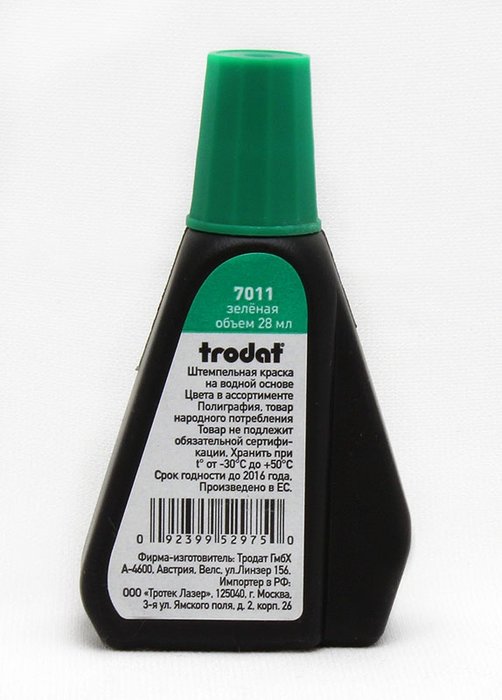 7011
зелёная
объем 28 мл
trodat
Штемпельная краска
на водной основе
Цвета в ассортименте
Полиграфия, товар
народного потребления
Товар не подлежит
обязательной сертифи-
кации. Хранить при
t° от -30°С до +50°С
Срок годности до 2016 года.
Произведено в ЕС.
0 92399 52975 0
Фирма-изготовитель: Тродат ГмбХ
А-4600, Австрия, Велс, ул.Линзер 156.
Импортер в РФ:
ООО «Тротек Лазер», 125040, г. Москва,
3-я ул. Ямского поля, д. 2, корп. 26